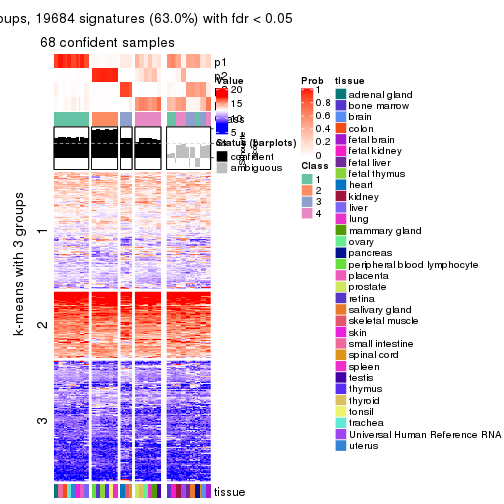 oups, 19684 signatures (63.0%) with fdr < 0.05
68 confident samples
p1
p2
Value
20
15
10
5
Status (barplots)
confident
ambiguous
Prob
1
0.8
0.6
0.4
0.2
0
Class
1
2
3
4
tissue
adrenal gland
bone marrow
brain
colon
fetal brain
fetal kidney
fetal liver
fetal thymus
heart
kidney
liver
lung
mammary gland
ovary
pancreas
peripheral blood lymphocyte
placenta
prostate
retina
salivary gland
skeletal muscle
skin
small intestine
spinal cord
spleen
testis
thymus
thyroid
tonsil
trachea
Universal Human Reference RNA
uterus
k-means with 3 groups
1
2
3
tissue